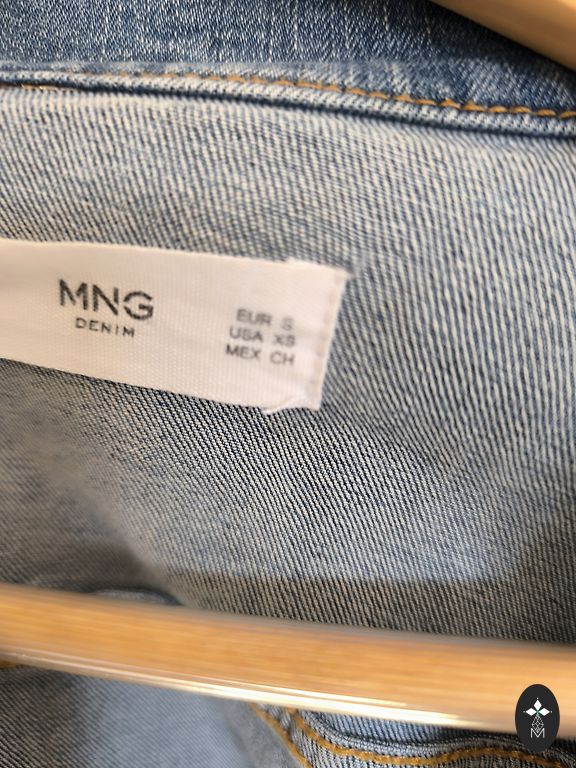 MNG
DENIM
EUR S
USA XS
MEX CH
M